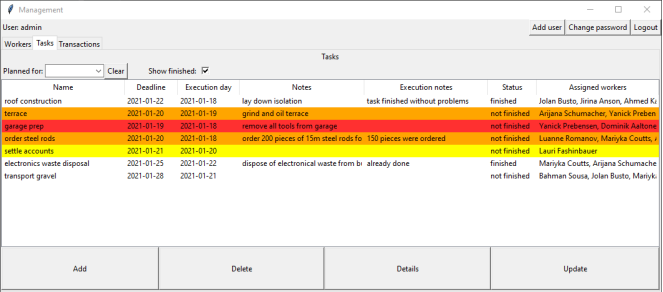 Management
User: admin Add user Change password Logout
Workers Tasks Transactions
Tasks
Planned for: Clear Show finished:
Name Deadline Execution day Notes Execution notes Status Assigned workers
roof construction 2021-01-22 2021-01-18 lay down isolation task finished without problems finished Jolan Busto, Jirina Anson, Ahmed Ka
terrace 2021-01-20 2021-01-19 grind and oil terrace not finished Arijana Schumacher, Yanick Preben
garage prep 2021-01-19 2021-01-18 remove all tools from garage not finished Yanick Prebensen, Dominik Aaltone
order steel rods 2021-01-20 2021-01-18 order 200 pieces of 15m steel rods fo 150 pieces were ordered not finished Luanne Romanov, Mariyka Coutts, A
settle accounts 2021-01-21 2021-01-20 not finished Lauri Fashinbauer
electronics waste disposal 2021-01-25 2021-01-22 dispose of electronical waste from bu already done finished Mariyka Coutts, Arijana Schumache
transport gravel 2021-01-28 2021-01-21 not finished Bahman Sousa, Jolan Busto, Mariyka
Add Delete Details Update